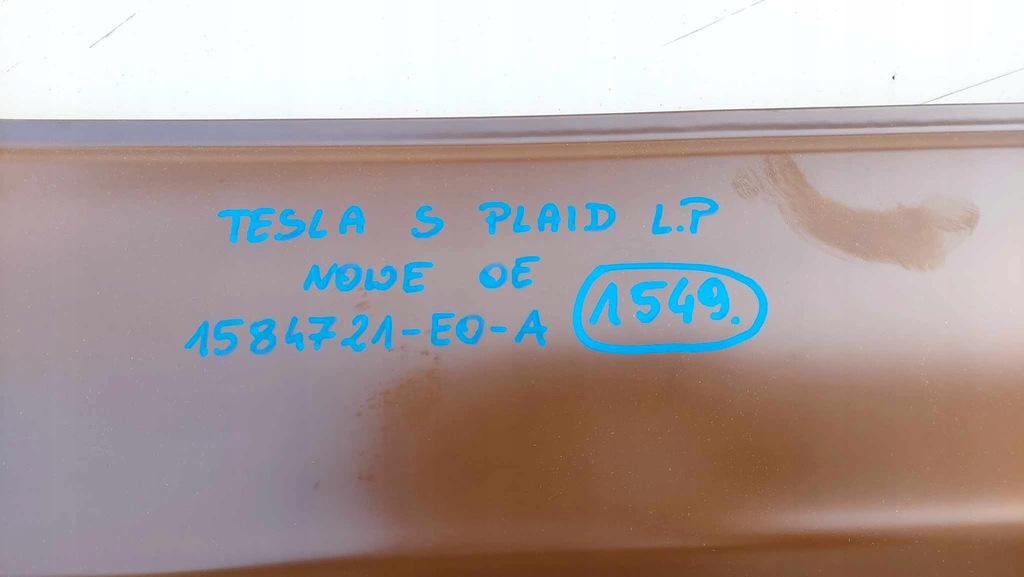 TESLA S PLAID L.P
NOWE OE
1584721-E0-A
1549.